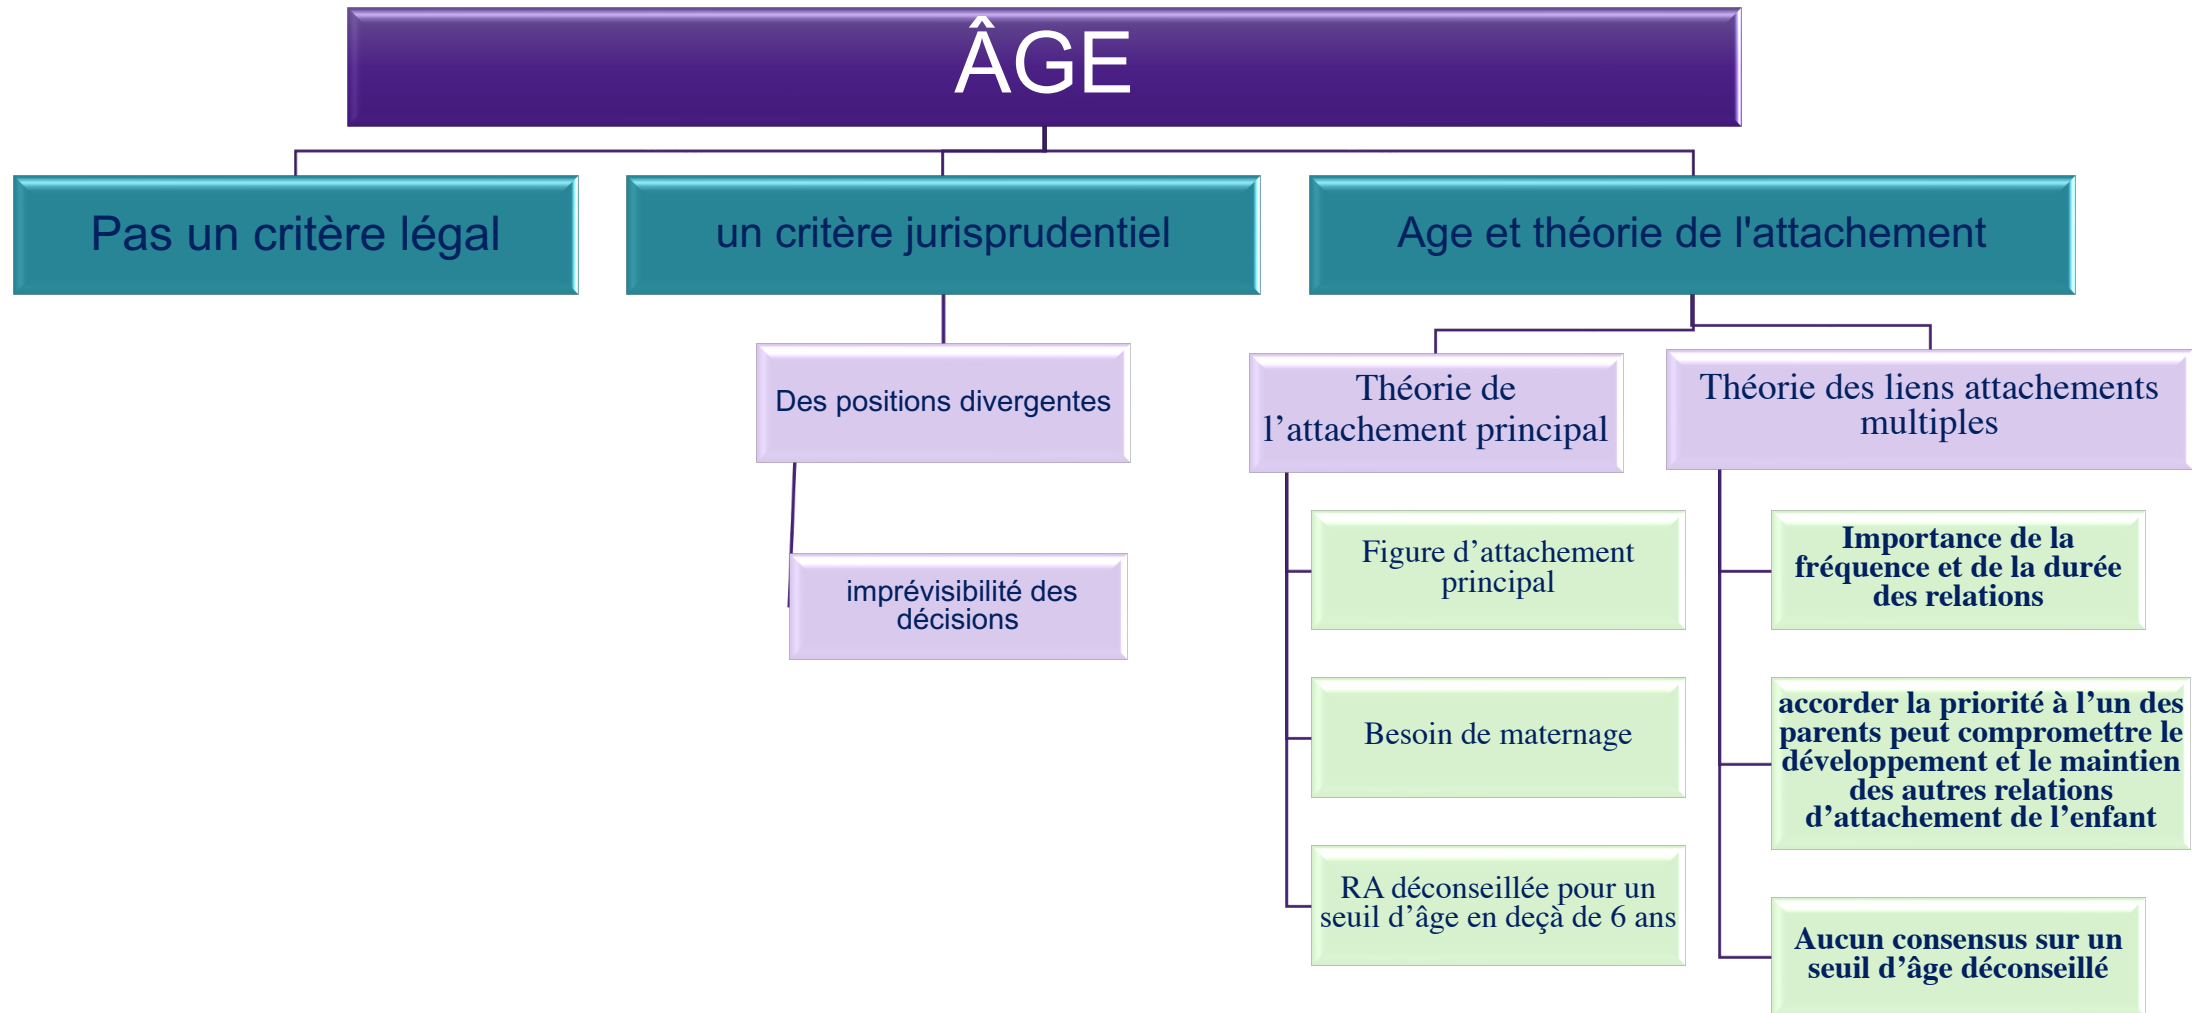 ÂGE
Pas un critère légal
un critère jurisprudentiel
Age et théorie de l'attachement
Des positions divergentes
imprévisibilité des
décisions
Théorie de
l’attachement principal
Figure d’attachement
principal
Besoin de maternage
RA déconseillée pour un
seuil d’âge en deçà de 6 ans
Théorie des liens attachements
multiples
Importance de la
fréquence et de la durée
des relations
accorder la priorité à l’un des
parents peut compromettre le
développement et le maintien
des autres relations
d’attachement de l’enfant
Aucun consensus sur un
seuil d’âge déconseillé